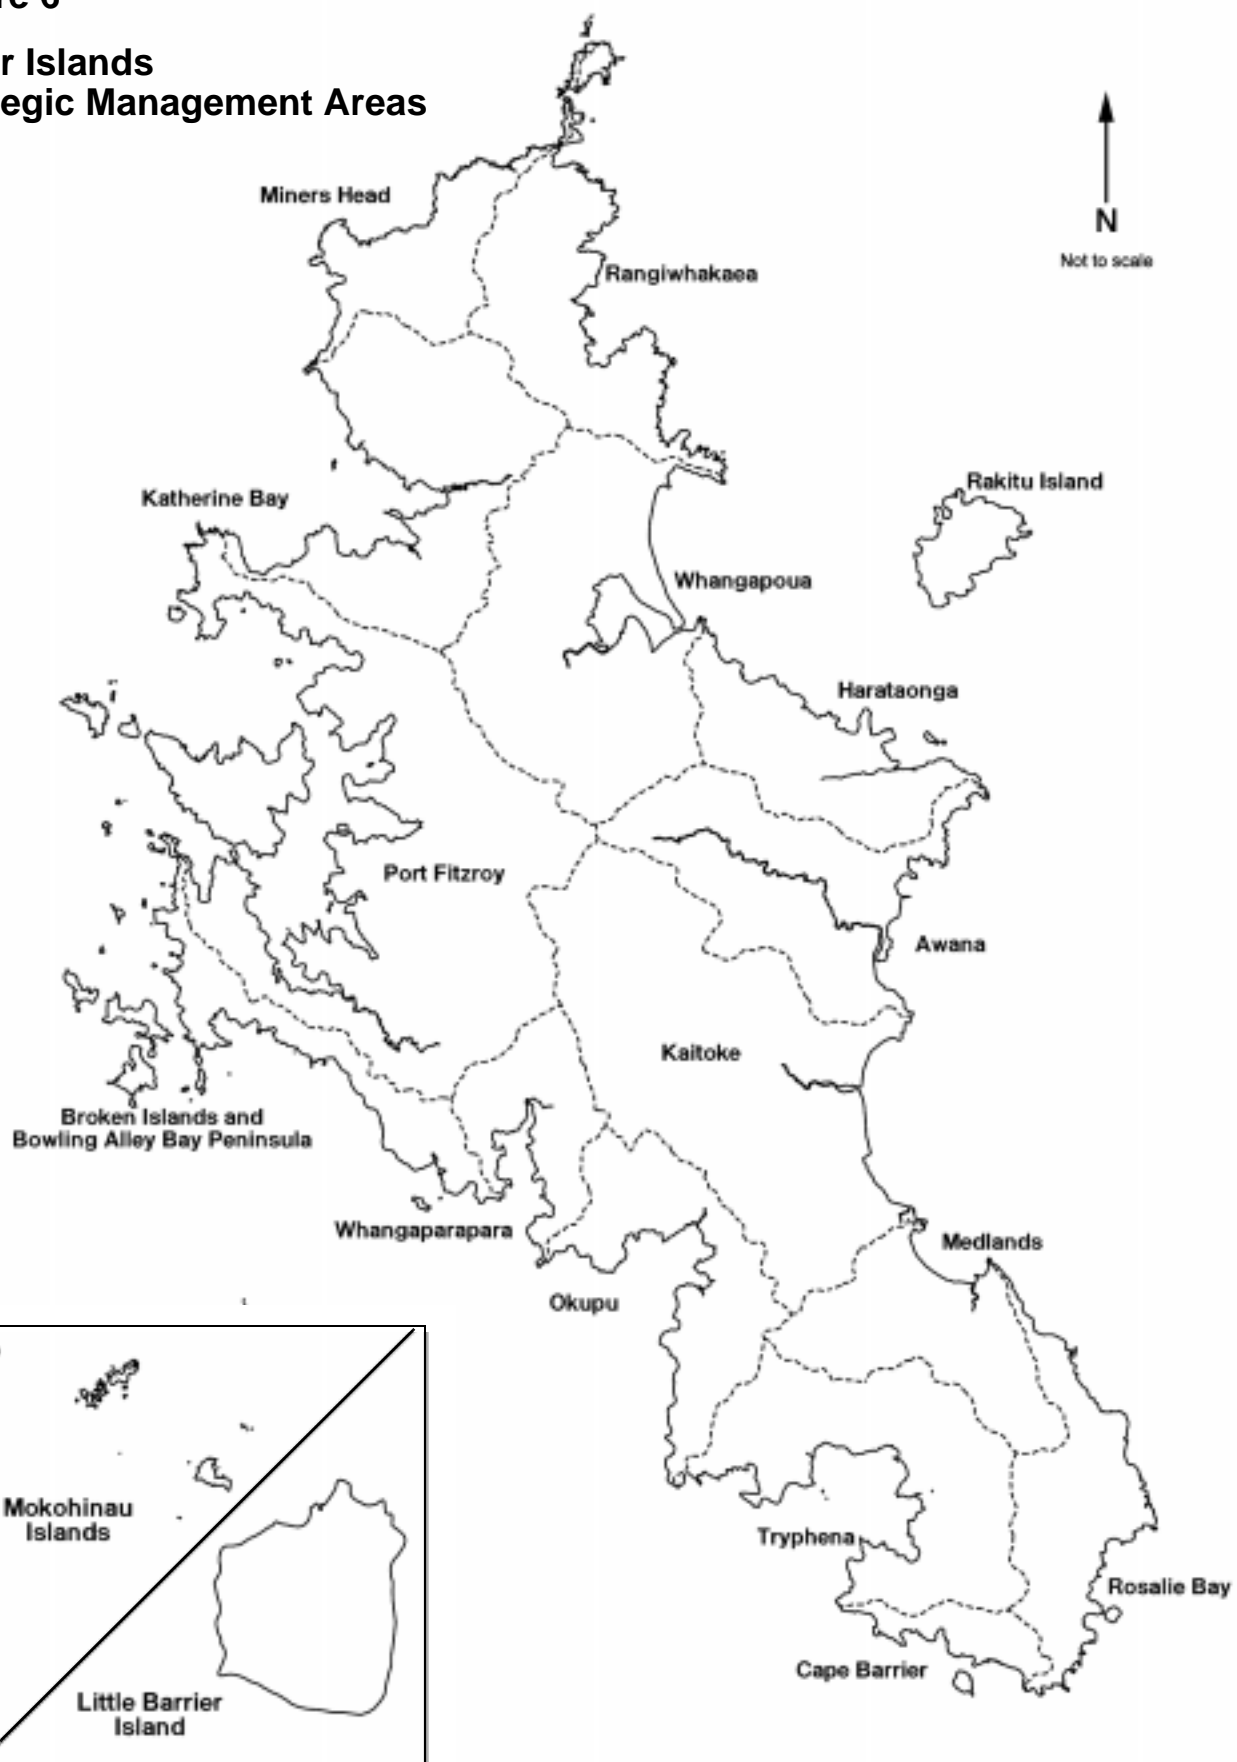 r Islands
egic Management Areas
Miners Head
N
Not to scale
Rangiwhakaea
Rakitu Island
Katherine Bay
Whangapoua
Harataonga
Port Fitzroy
Awana
Kaitoke
Broken Islands and
Bowling Alley Bay Peninsula
Whangaparapara
Medlands
Okupu
Mokohinau
Islands
Tryphena
Rosalie Bay
Cape Barrier
Little Barrier
Island